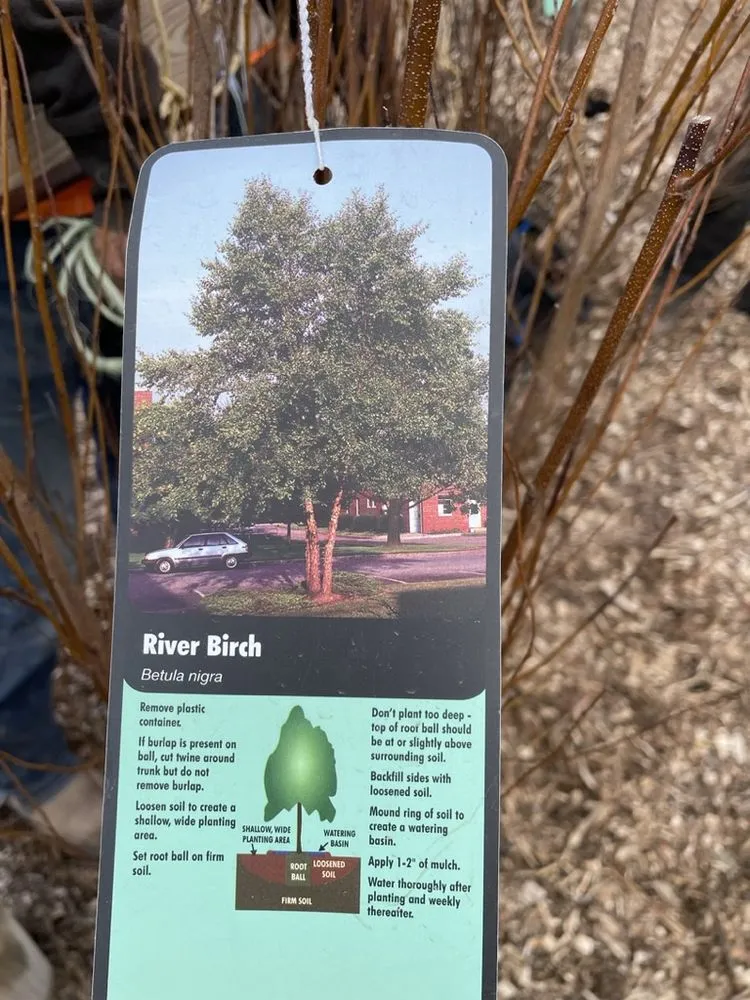 River Birch
Betula nigra
Remove plastic
container.
If burlap is present on
ball, cut twine around
trunk but do not
remove burlap.
Loosen soil to create a
shallow, wide planting
area.
Set root ball on firm
soil.
SHALLOW, WIDE
PLANTING AREA
WATERING
BASIN
ROOT
BALL
LOOSENED
SOIL
FIRM SOIL
Don't plant too deep -
top of root ball should
be at or slightly above
surrounding soil.
Backfill sides with
loosened soil.
Mound ring of soil to
create a watering
basin.
Apply 1-2" of mulch.
Water thoroughly after
planting and weekly
thereafter.